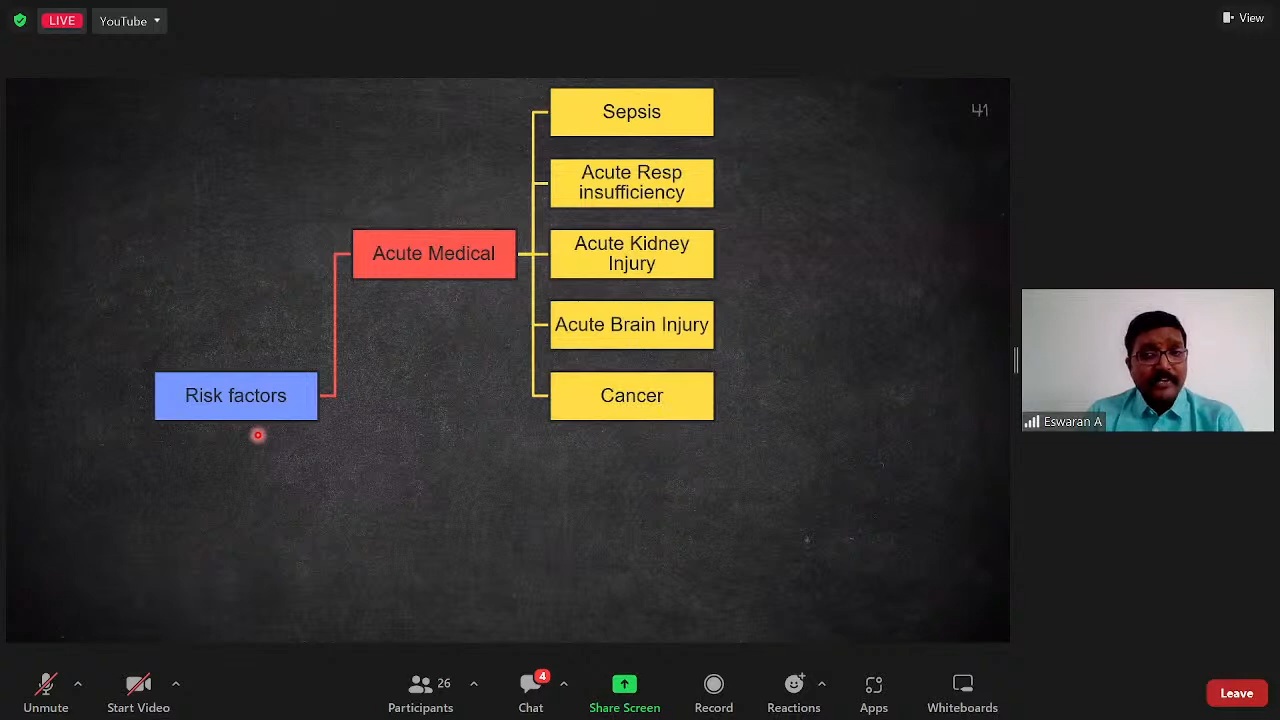 LIVE
YouTube
View
41
Sepsis
Acute Resp
insufficiency
Acute Medical
Acute Kidney
Injury
Acute Brain Injury
Risk factors
Cancer
Eswaran A
Unmute
Start Video
26
Participants
4
Chat
Share Screen
Record
Reactions
Apps
Whiteboards
Leave